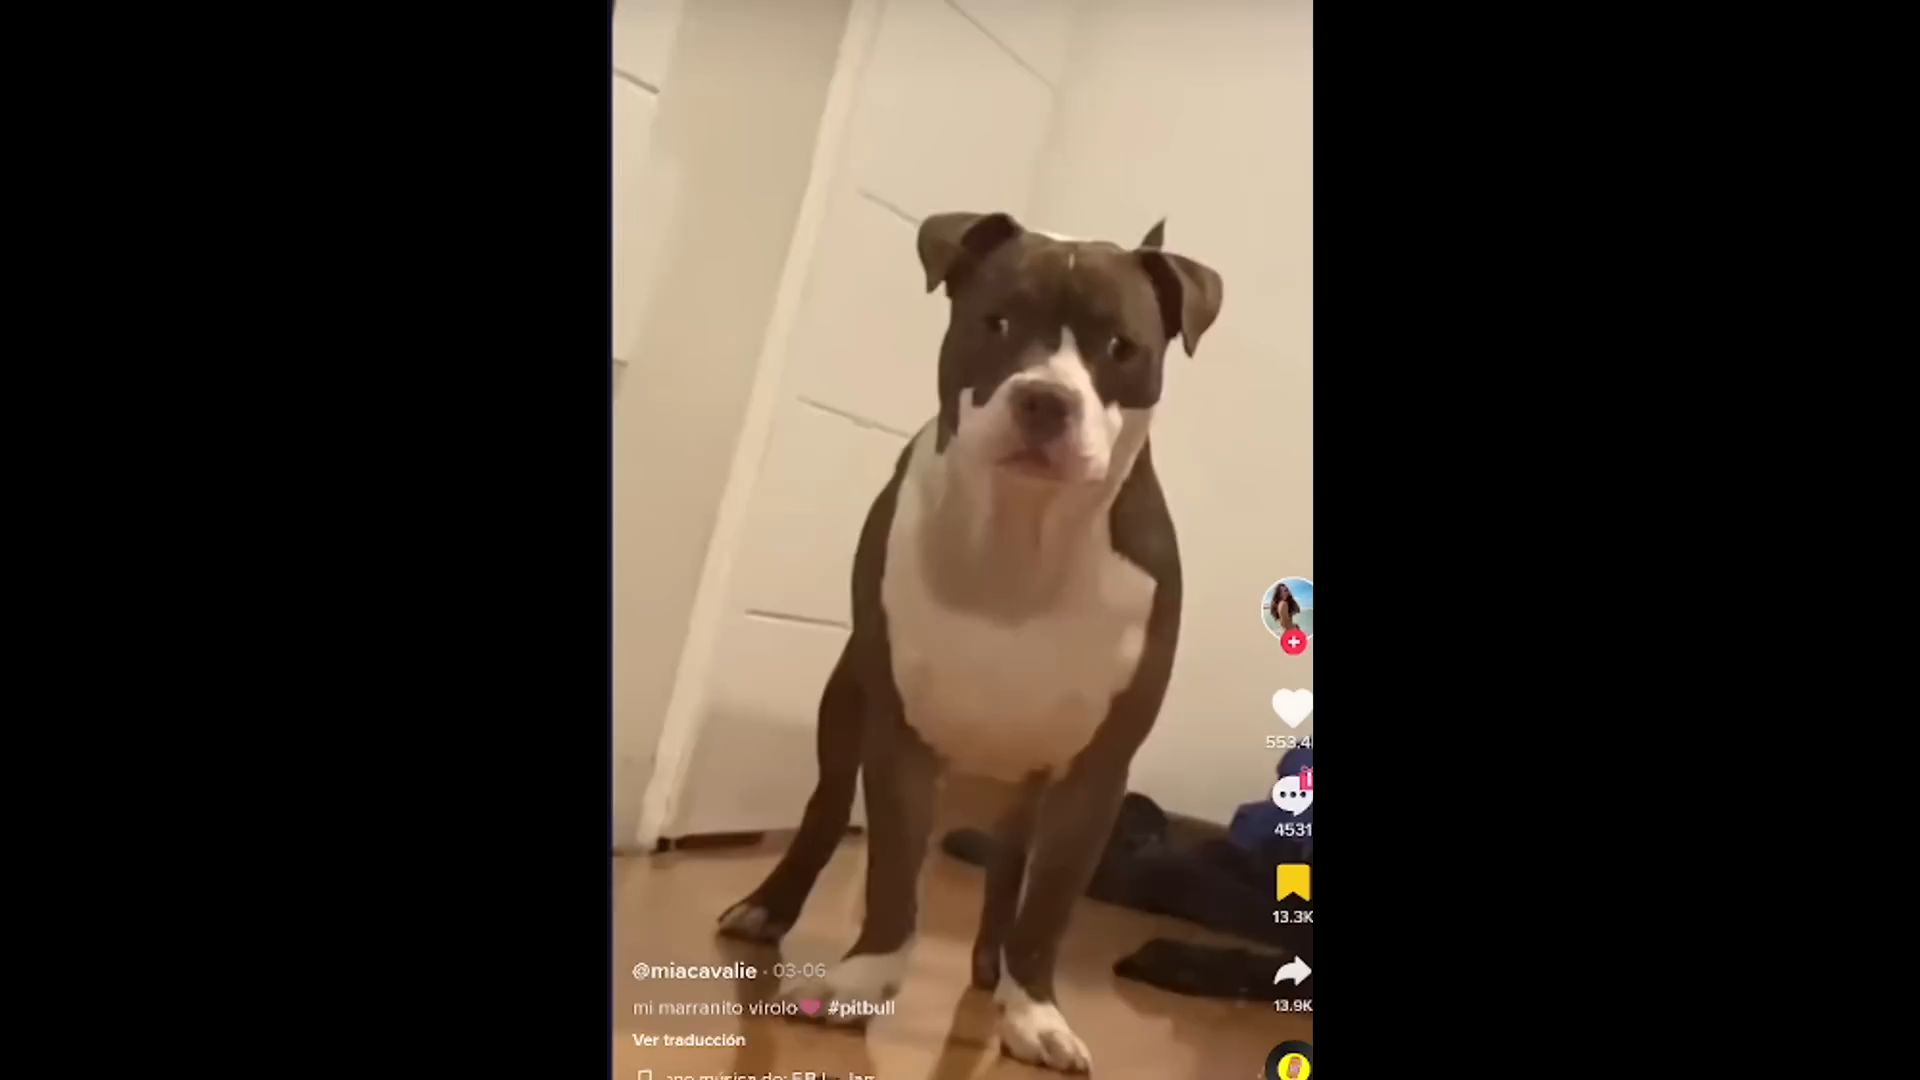 553.4
4531
13.3K
13.9K
@miacavalie · 03-06
mi marranito virolo❤️ #pitbull
Ver traducción